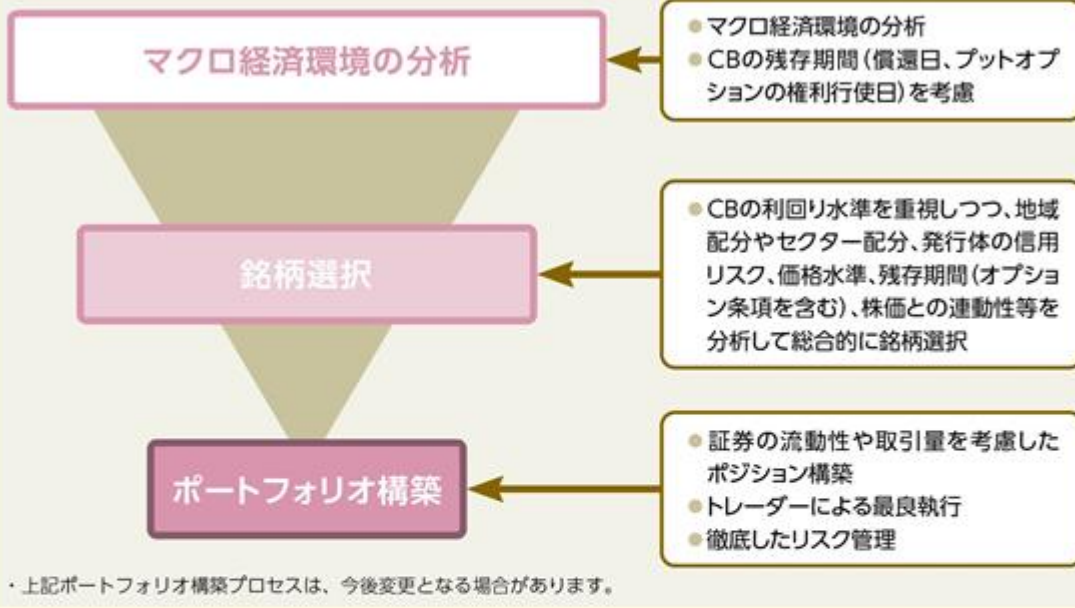 マクロ経済環境の分析
●マクロ経済環境の分析
●CBの残存期間(償還日、プットオプ
ションの権利行使日)を考慮
銘柄選択
●CBの利回り水準を重視しつつ、地域
配分やセクター配分、発行体の信用
リスク、価格水準、残存期間(オプショ
ン条項を含む)、株価との連動性等を
分析して総合的に銘柄選択
ポートフォリオ構築
●証券の流動性や取引量を考慮した
ポジション構築
●トレーダーによる最良執行
●徹底したリスク管理
・上記ポートフォリオ構築プロセスは、今後変更となる場合があります。